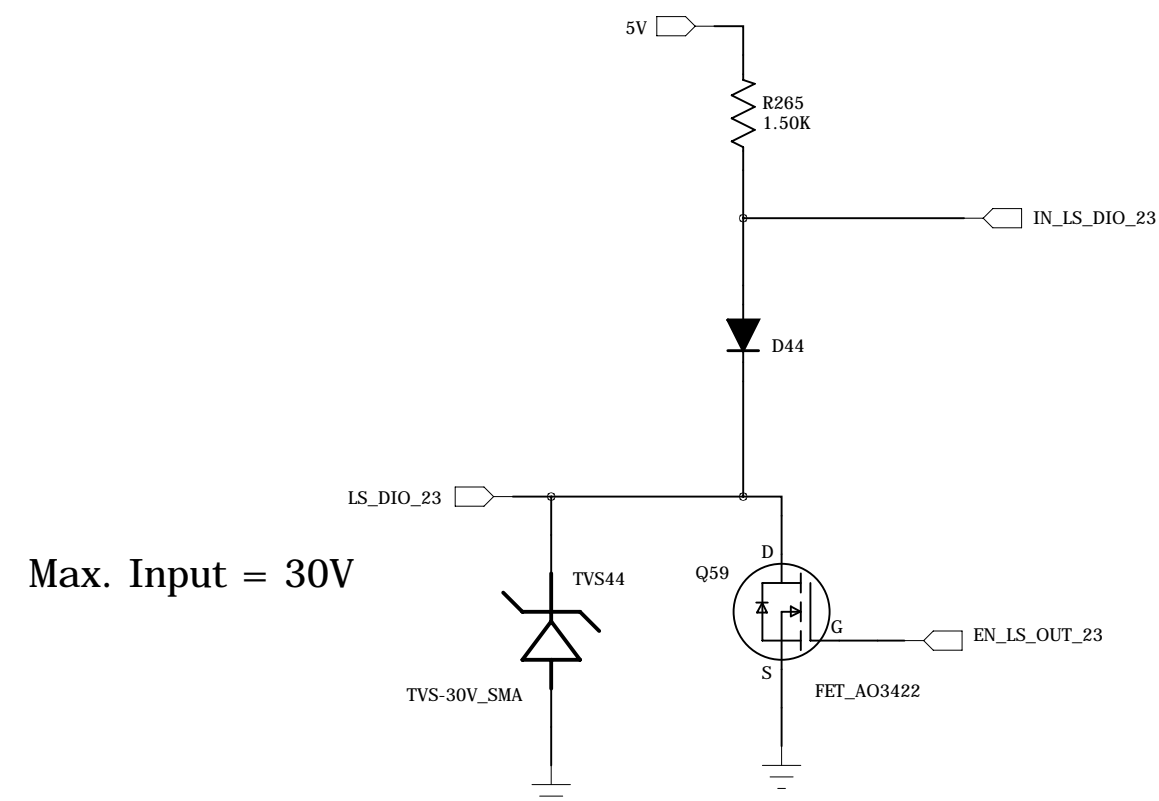 5V
R265
1.50K
IN_LS_DIO_23
D44
LS_DIO_23
Max. Input = 30V
TVS44
TVS-30V_SMA
Q59
D
G
S
EN_LS_OUT_23
FET_AO3422